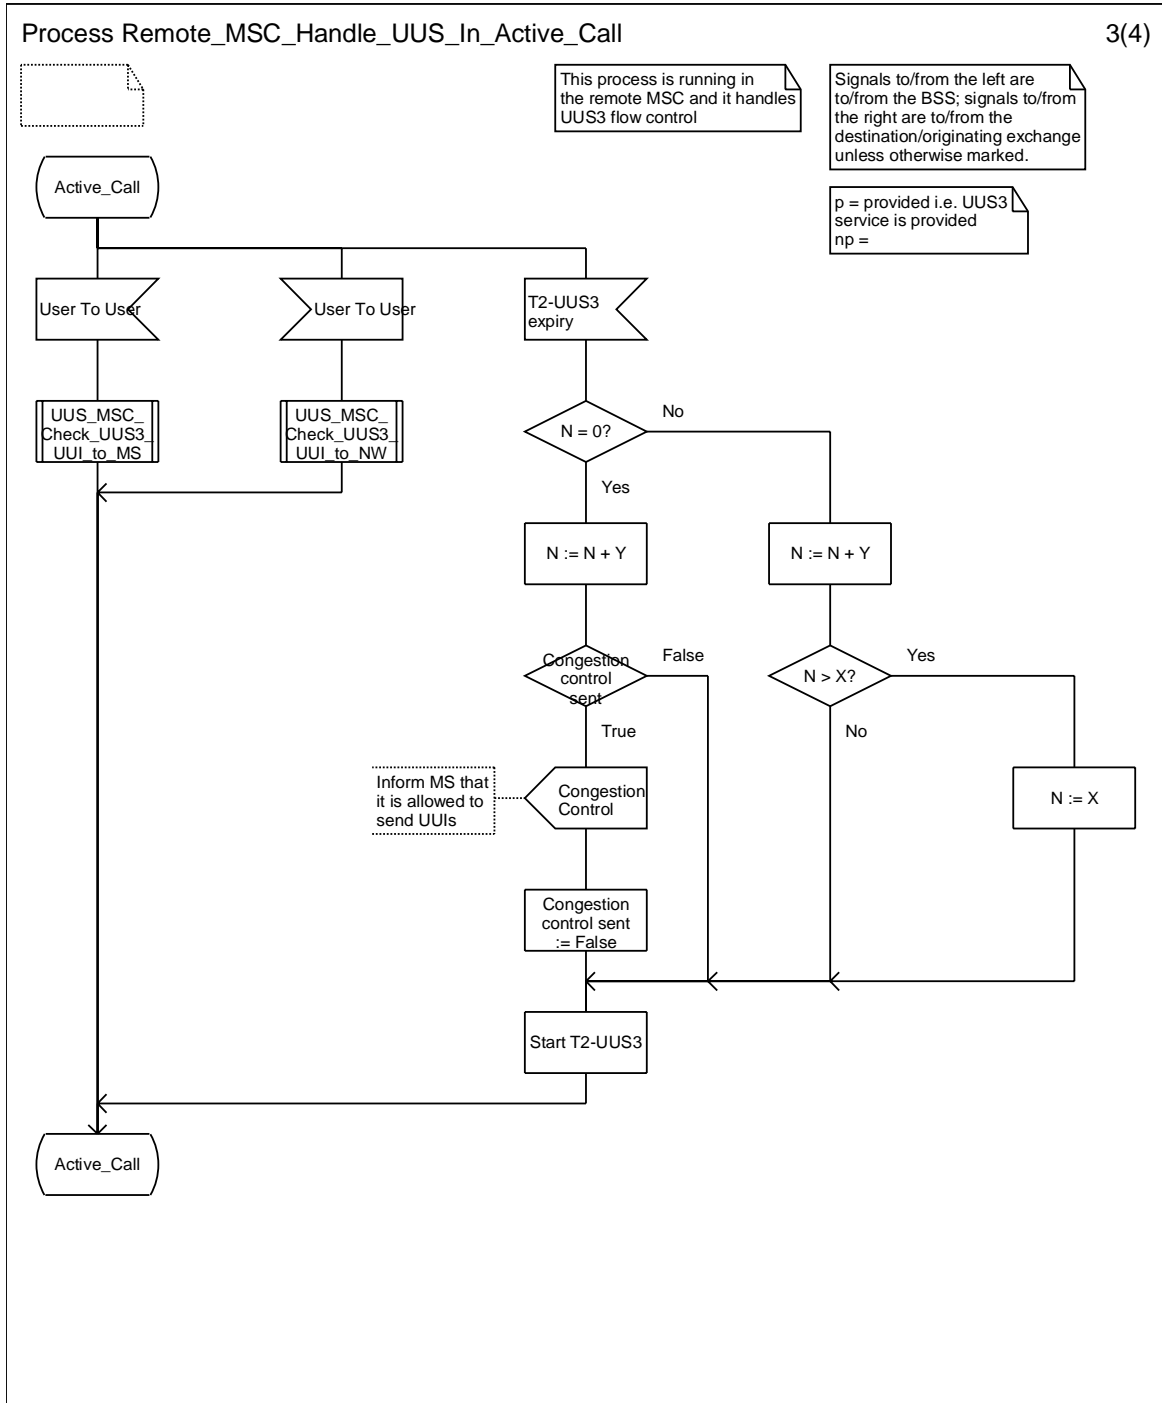 Process Remote_MSC_Handle_UUS_In_Active_Call
3(4)
This process is running in
the remote MSC and it handles
UUS3 flow control
Signals to/from the left are
to/from the BSS; signals to/from
the right are to/from the
destination/originating exchange
unless otherwise marked.
p = provided i.e. UUS3
service is provided
np =
Active_Call
User To User
User To User
T2-UUS3
expiry
UUS_MSC_
Check_UUS3_
UUI_to_MS
UUS_MSC_
Check_UUS3_
UUI_to_NW
N = 0?
No
Yes
N := N + Y
N := N + Y
Congestion
control
sent
False
True
N > X?
Yes
No
Inform MS that
it is allowed to
send UUIs
Congestion
Control
N := X
Congestion
control sent
:= False
Start T2-UUS3
Active_Call